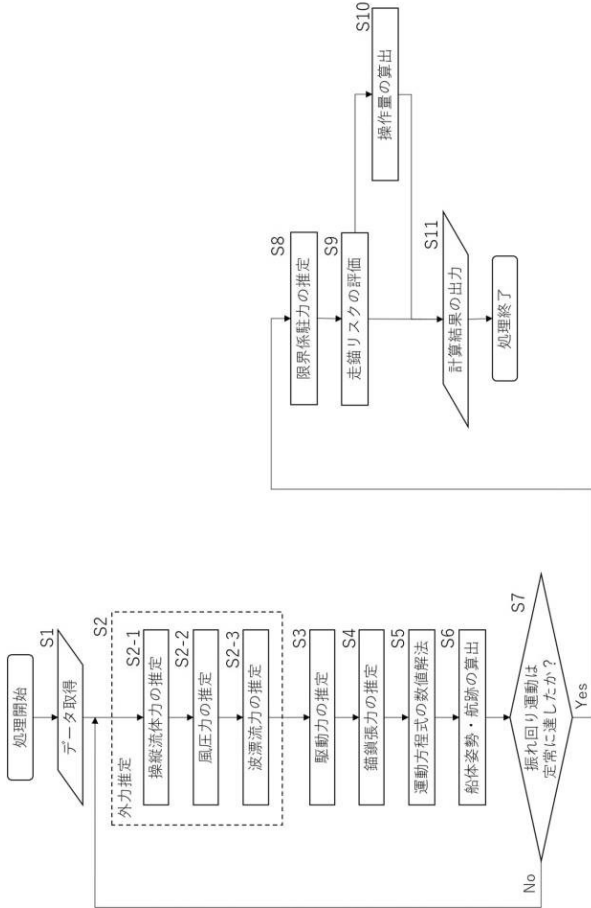 処理開始
S1
データ取得
S2
外力推定
S2-1
操縦流体力の推定
S2-2
風圧力の推定
S2-3
波漂流力の推定
S3
駆動力の推定
S4
錨鎖張力の推定
S5
運動方程式の数値解法
S6
船体姿勢・航跡の算出
S7
振れ回り運動は
定常に達したか？
No
Yes
S8
限界係駐力の推定
S9
走錨リスクの評価
S10
操作量の算出
S11
計算結果の出力
処理終了